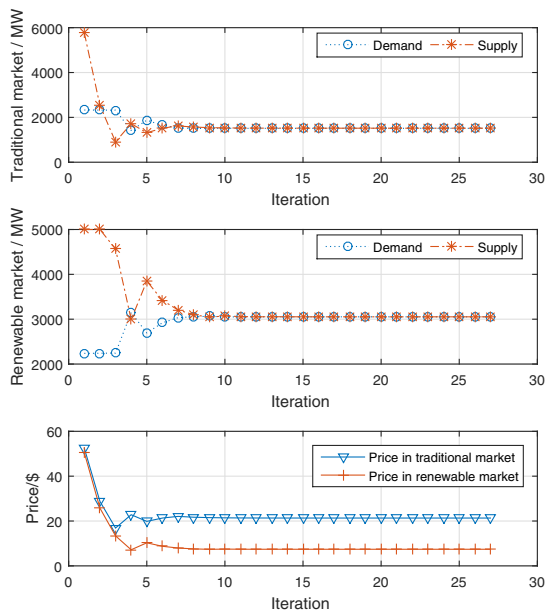 Traditional market / MW
6000
4000
2000
0
Demand Supply
0 5 10 15 20 25 30
Iteration
Renewable market / MW
5000
4000
3000
2000
Demand Supply
0 5 10 15 20 25 30
Iteration
Price/$
60
40
20
0
Price in traditional market
Price in renewable market
0 5 10 15 20 25 30
Iteration